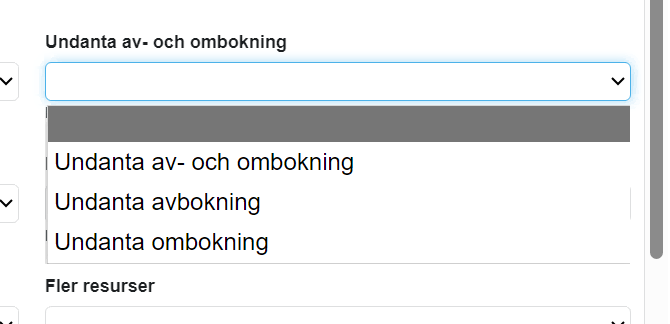 Undanta av- och ombokning
Undanta av- och ombokning
Undanta avbokning
Undanta ombokning
Fler resurser